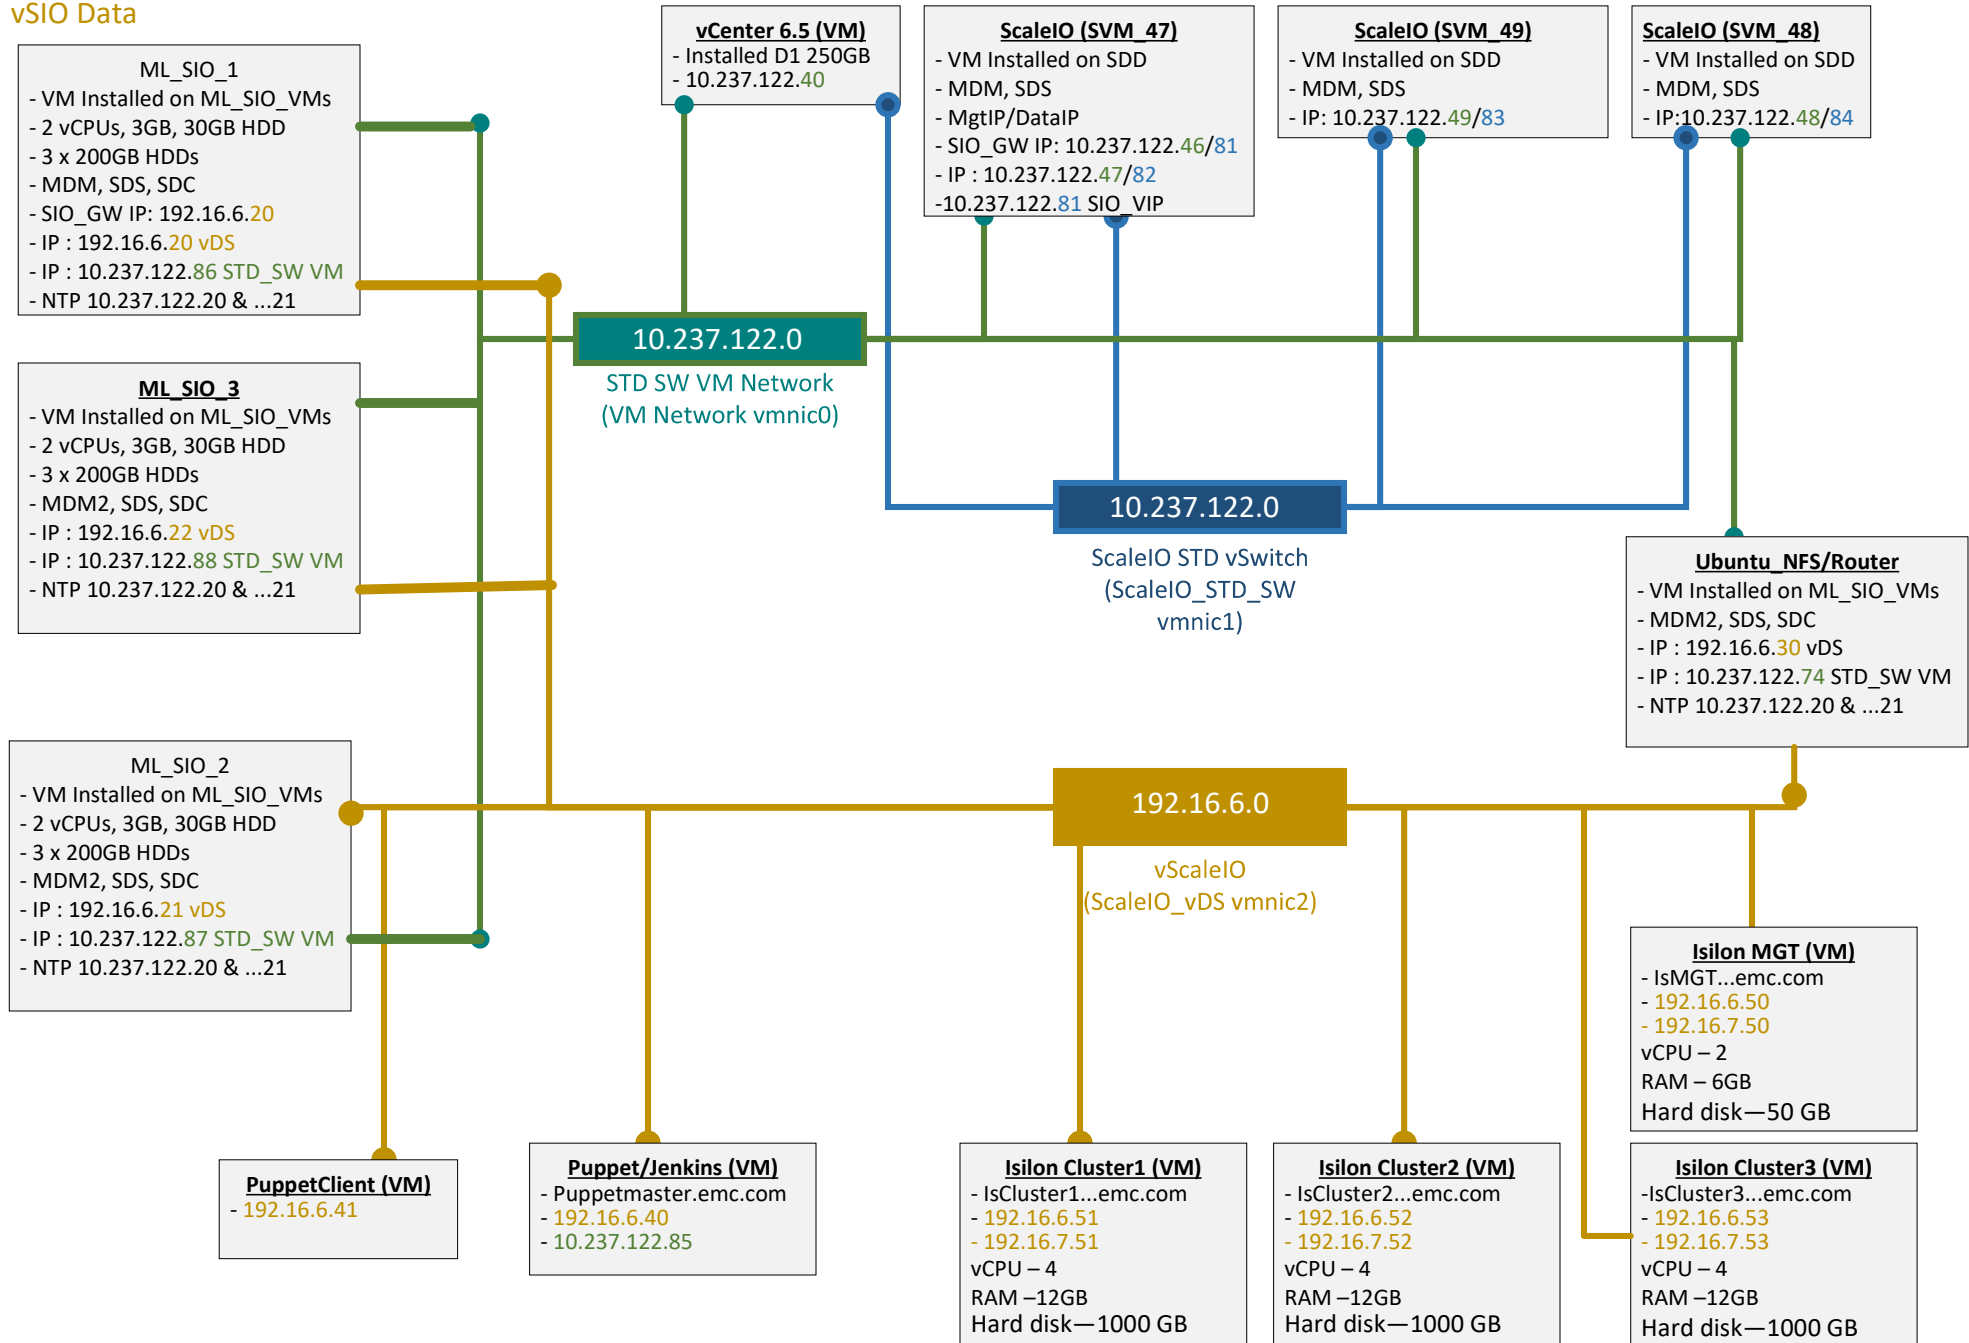 vSIO Data
ML_SIO_1
- VM Installed on ML_SIO_VMs
- 2 vCPUs, 3GB, 30GB HDD
- 3 x 200GB HDDs
- MDM, SDS, SDC
- SIO_GW IP: 192.16.6.20
- IP : 192.16.6.20 vDS
- IP : 10.237.122.86 STD_SW VM
- NTP 10.237.122.20 & ...21
vCenter 6.5 (VM)
- Installed D1 250GB
- 10.237.122.40
ScaleIO (SVM_47)
- VM Installed on SDD
- MDM, SDS
- MgtIP/DataIP
- SIO_GW IP: 10.237.122.46/81
- IP : 10.237.122.47/82
-10.237.122.81 SIO_VIP
ScaleIO (SVM_49)
- VM Installed on SDD
- MDM, SDS
- IP: 10.237.122.49/83
ScaleIO (SVM_48)
- VM Installed on SDD
- MDM, SDS
- IP:10.237.122.48/84
10.237.122.0
STD SW VM Network
(VM Network vmnic0)
ML_SIO_3
- VM Installed on ML_SIO_VMs
- 2 vCPUs, 3GB, 30GB HDD
- 3 x 200GB HDDs
- MDM2, SDS, SDC
- IP : 192.16.6.22 vDS
- IP : 10.237.122.88 STD_SW VM
- NTP 10.237.122.20 & ...21
10.237.122.0
ScaleIO STD vSwitch
(ScaleIO_STD_SW
vmnic1)
Ubuntu_NFS/Router
- VM Installed on ML_SIO_VMs
- MDM2, SDS, SDC
- IP : 192.16.6.30 vDS
- IP : 10.237.122.74 STD_SW VM
- NTP 10.237.122.20 & ...21
ML_SIO_2
- VM Installed on ML_SIO_VMs
- 2 vCPUs, 3GB, 30GB HDD
- 3 x 200GB HDDs
- MDM2, SDS, SDC
- IP : 192.16.6.21 vDS
- IP : 10.237.122.87 STD_SW VM
- NTP 10.237.122.20 & ...21
192.16.6.0
vScaleIO
(ScaleIO_vDS vmnic2)
Isilon MGT (VM)
- IsMGT...emc.com
- 192.16.6.50
- 192.16.7.50
vCPU – 2
RAM – 6GB
Hard disk—50 GB
PuppetClient (VM)
- 192.16.6.41
Puppet/Jenkins (VM)
- Puppetmaster.emc.com
- 192.16.6.40
- 10.237.122.85
Isilon Cluster1 (VM)
- IsCluster1...emc.com
- 192.16.6.51
- 192.16.7.51
vCPU – 4
RAM –12GB
Hard disk—1000 GB
Isilon Cluster2 (VM)
- IsCluster2...emc.com
- 192.16.6.52
- 192.16.7.52
vCPU – 4
RAM –12GB
Hard disk—1000 GB
Isilon Cluster3 (VM)
-IsCluster3...emc.com
- 192.16.6.53
- 192.16.7.53
vCPU – 4
RAM –12GB
Hard disk—1000 GB